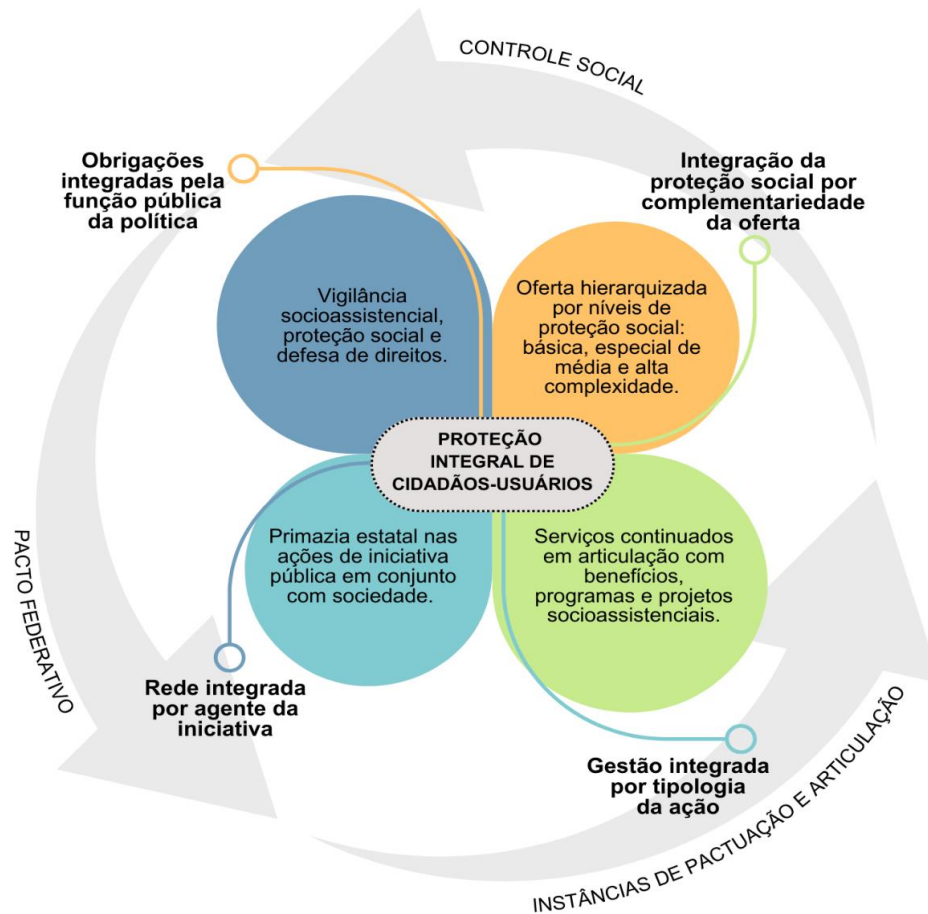 CONTROLE SOCIAL
Obrigações
integradas pela
função pública
da política
Integração da
proteção social por
complementariedade
da oferta
Vigilância
socioassistencial,
proteção social e
defesa de direitos.
Oferta hierarquizada
por níveis de
proteção social:
básica, especial de
média e alta
complexidade.
PROTEÇÃO
INTEGRAL DE
CIDADÃOS-USUÁRIOS
Primazia estatal nas
ações de iniciativa
pública em conjunto
com sociedade.
Serviços continuados
em articulação com
benefícios,
programas e projetos
socioassistenciais.
PACTO FEDERATIVO
Rede integrada
por agente da
iniciativa
Gestão integrada
por tipologia
da ação
INSTÂNCIAS DE PACTUAÇÃO E ARTICULAÇÃO